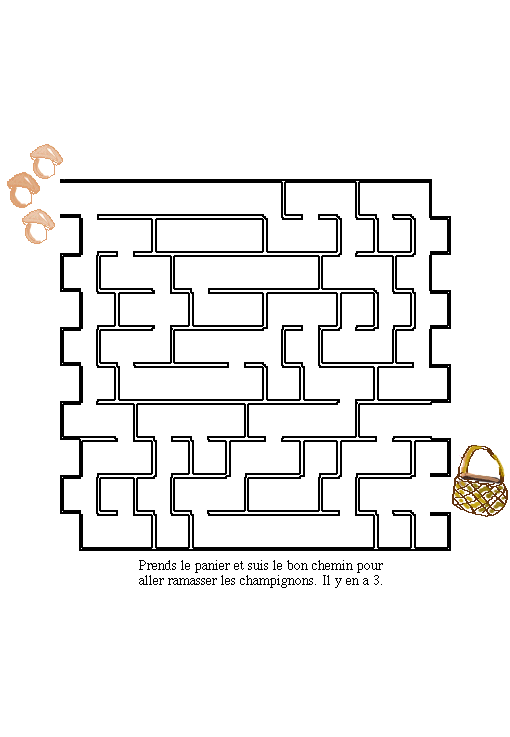 Prends le panier et suis le bon chemin pour
aller ramasser les champignons. Il y en a 3.